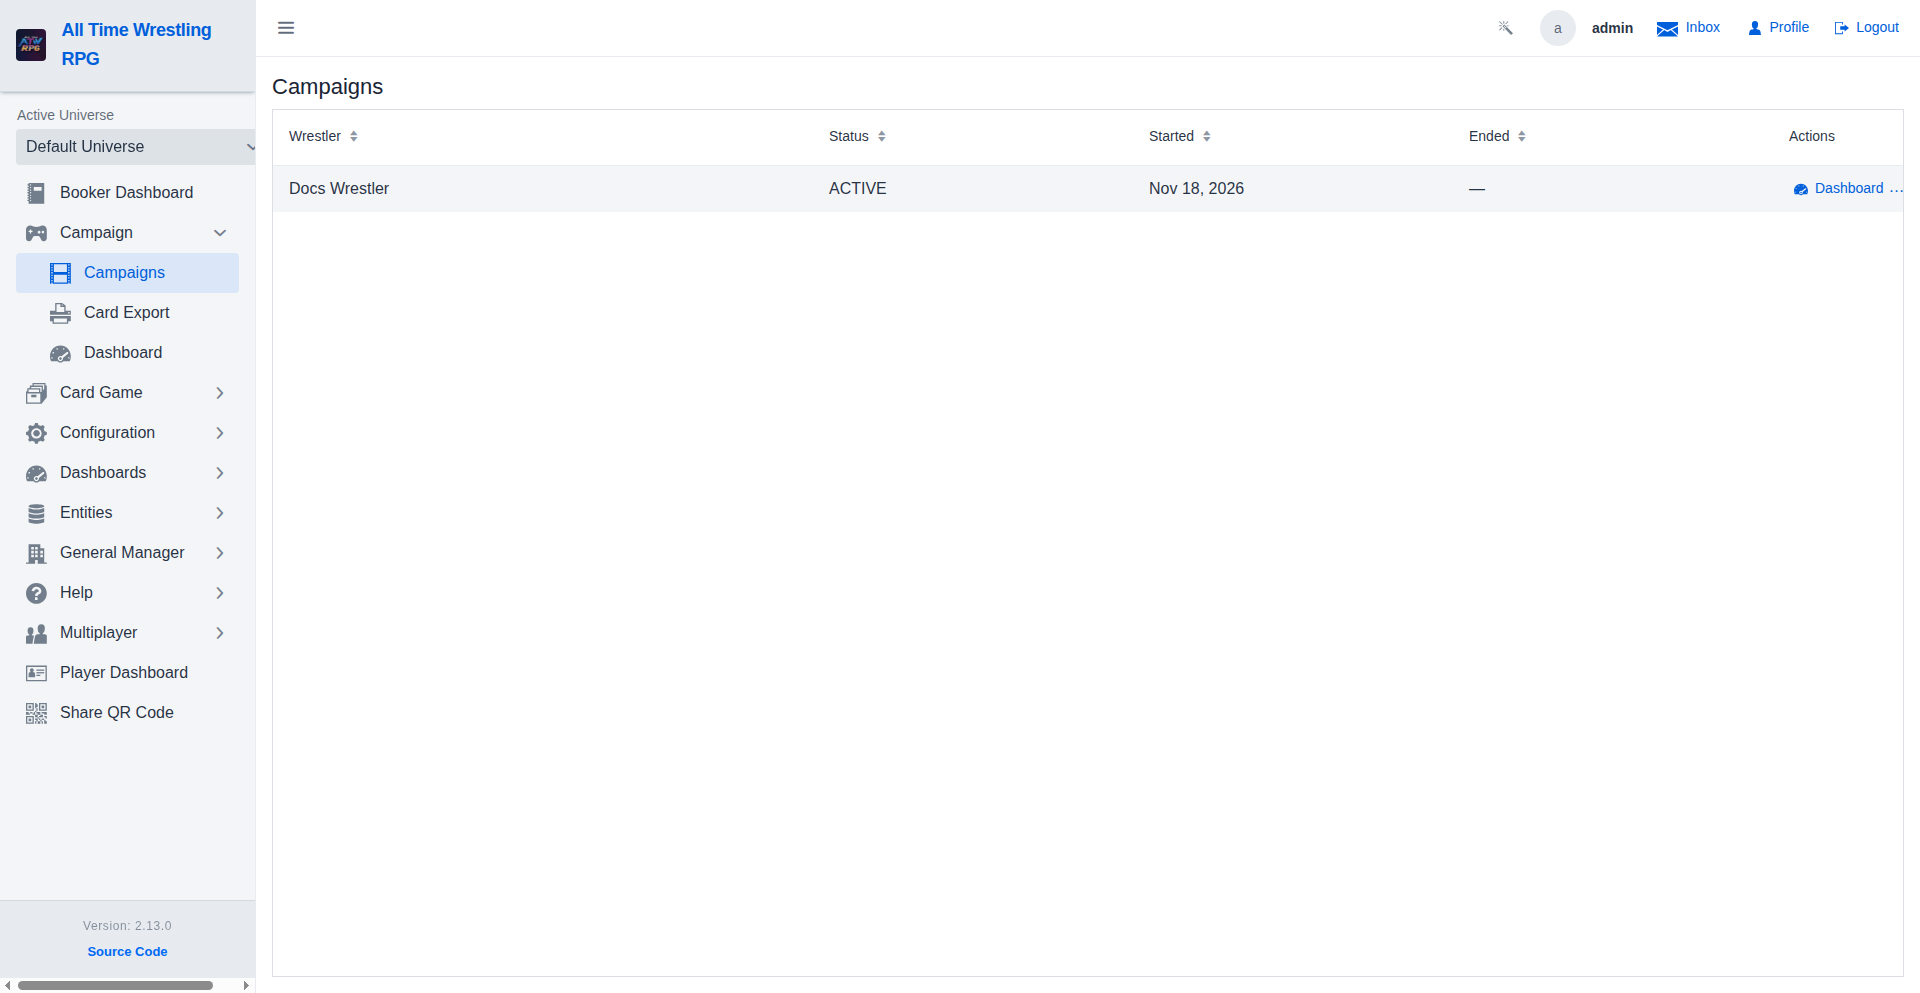 All Time Wrestling
RPG
a
admin
Inbox
Profile
Logout
Active Universe
Default Universe
Booker Dashboard
Campaign
Campaigns
Card Export
Dashboard
Card Game
Configuration
Dashboards
Entities
General Manager
Help
Multiplayer
Player Dashboard
Share QR Code
Version: 2.13.0
Source Code
Campaigns
Wrestler Status Started Ended Actions
Docs Wrestler ACTIVE Nov 18, 2026 — Dashboard ...